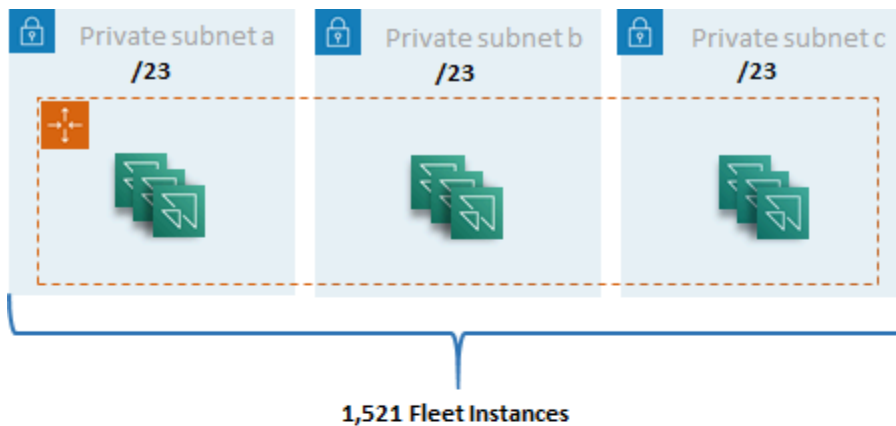 Private subnet a
/23
Private subnet b
/23
Private subnet c
/23
1,521 Fleet Instances